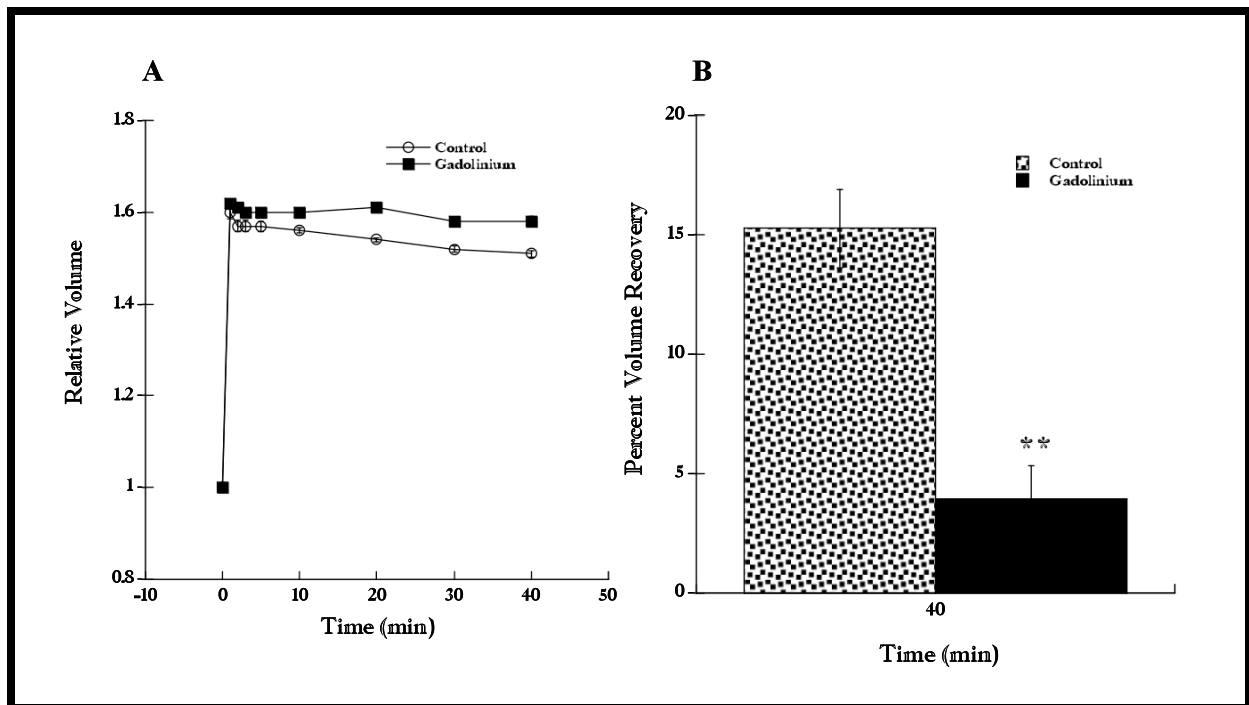 A
1.8
1.6
1.4
1.2
1
0.8
Relative Volume
Control
Gadolinium
-10
0
10
20
30
40
50
Time (min)
B
20
15
10
5
0
Percent Volume Recovery
Control
Gadolinium
**
40
Time (min)